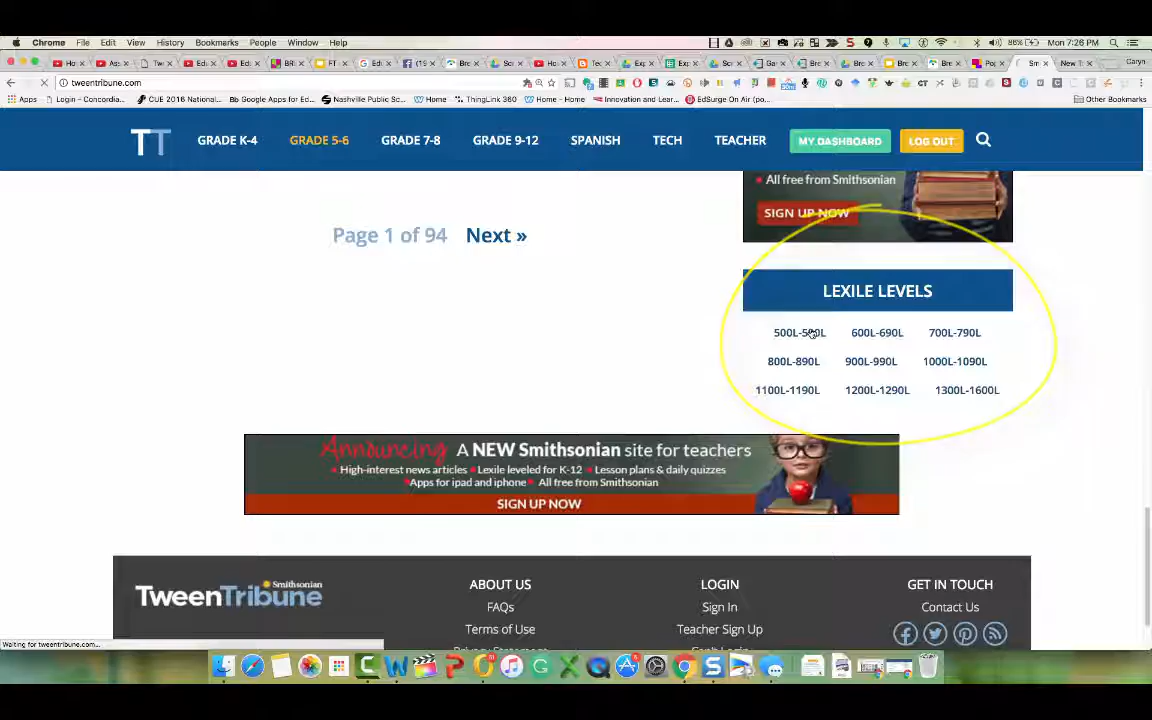 Chrome File Edit View History Bookmarks People Window Help
86% Mon 7:26 PM
Caryn
tweentribune.com
Apps Login – Concordia... CUE 2016 National... Google Apps for Ed... Nashville Public Sc... Home ThingLink 360 Home - Home Innovation and Lear... EdSurge On Air (po... Other Bookmarks
TT GRADE K-4 GRADE 5-6 GRADE 7-8 GRADE 9-12 SPANISH TECH TEACHER MY DASHBOARD LOG OUT
All free from Smithsonian
SIGN UP NOW
Page 1 of 94 Next »
LEXILE LEVELS
500L-590L 600L-690L 700L-790L
800L-890L 900L-990L 1000L-1090L
1100L-1190L 1200L-1290L 1300L-1600L
Announcing A NEW Smithsonian site for teachers
High-interest news articles Lexile leveled for K-12 Lesson plans & daily quizzes
Apps for ipad and iphone All free from Smithsonian
SIGN UP NOW
Smithsonian
TweenTribune
ABOUT US
FAQs
Terms of Use
LOGIN
Sign In
Teacher Sign Up
GET IN TOUCH
Contact Us
Waiting for tweentribune.com...